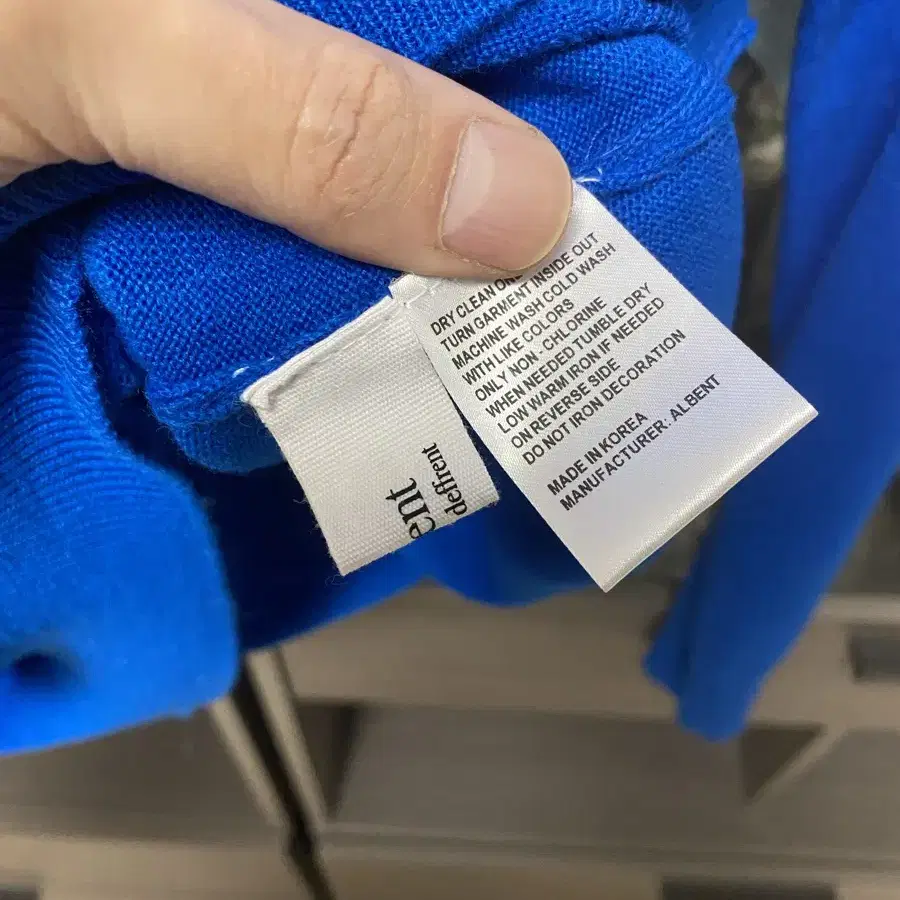 DRY CLEAN ON
TURN GARMENT INSIDE OUT
MACHINE WASH COLD WASH
WITH LIKE COLORS
ONLY NON - CHLORINE
WHEN NEEDED TUMBLE DRY
LOW WARM IRON IF NEEDED
ON REVERSE SIDE
DO NOT IRON DECORATION
MADE IN KOREA
MANUFACTURER: ALBENT
ent
deffrent